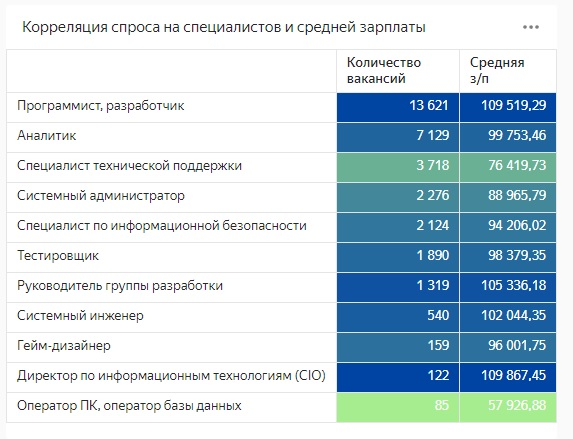 Корреляция спроса на специалистов и средней зарплаты
Количество вакансий Средняя з/п
Программист, разработчик 13 621 109 519,29
Аналитик 7 129 99 753,46
Специалист технической поддержки 3 718 76 419,73
Системный администратор 2 276 88 965,79
Специалист по информационной безопасности 2 124 94 206,02
Тестировщик 1 890 98 379,35
Руководитель группы разработки 1 319 105 336,18
Системный инженер 540 102 044,35
Гейм-дизайнер 159 96 001,75
Директор по информационным технологиям (CIO) 122 109 867,45
Оператор ПК, оператор базы данных 85 57 926,88